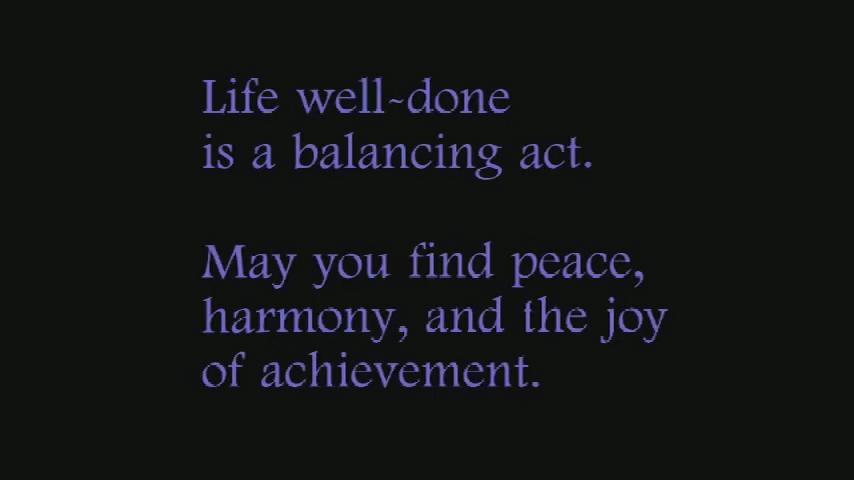 Life well-done
is a balancing act.
May you find peace,
harmony, and the joy
of achievement.